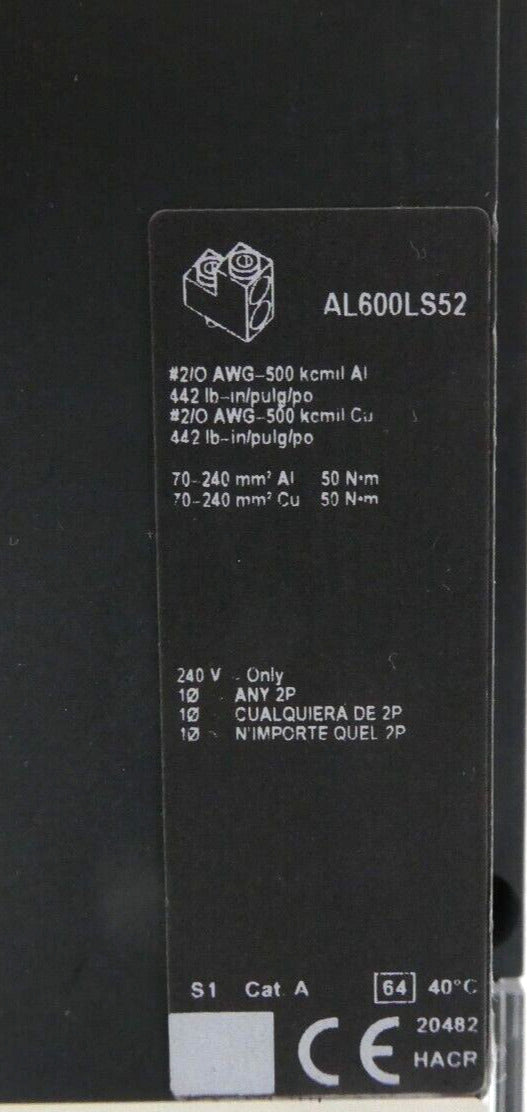 AL600LS52
#2/0 AWG–500 kcmil Al
442 lb–in/pulg/po
#2/0 AWG–500 kcmil Cu
442 lb–in/pulg/po
70–240 mm² Al 50 N•m
70–240 mm² Cu 50 N•m
240 V - Only
1Ø ANY 2P
1Ø CUALQUIERA DE 2P
1Ø N'IMPORTE QUEL 2P
S1 Cat. A 64 40°C
CE 20482
HACR